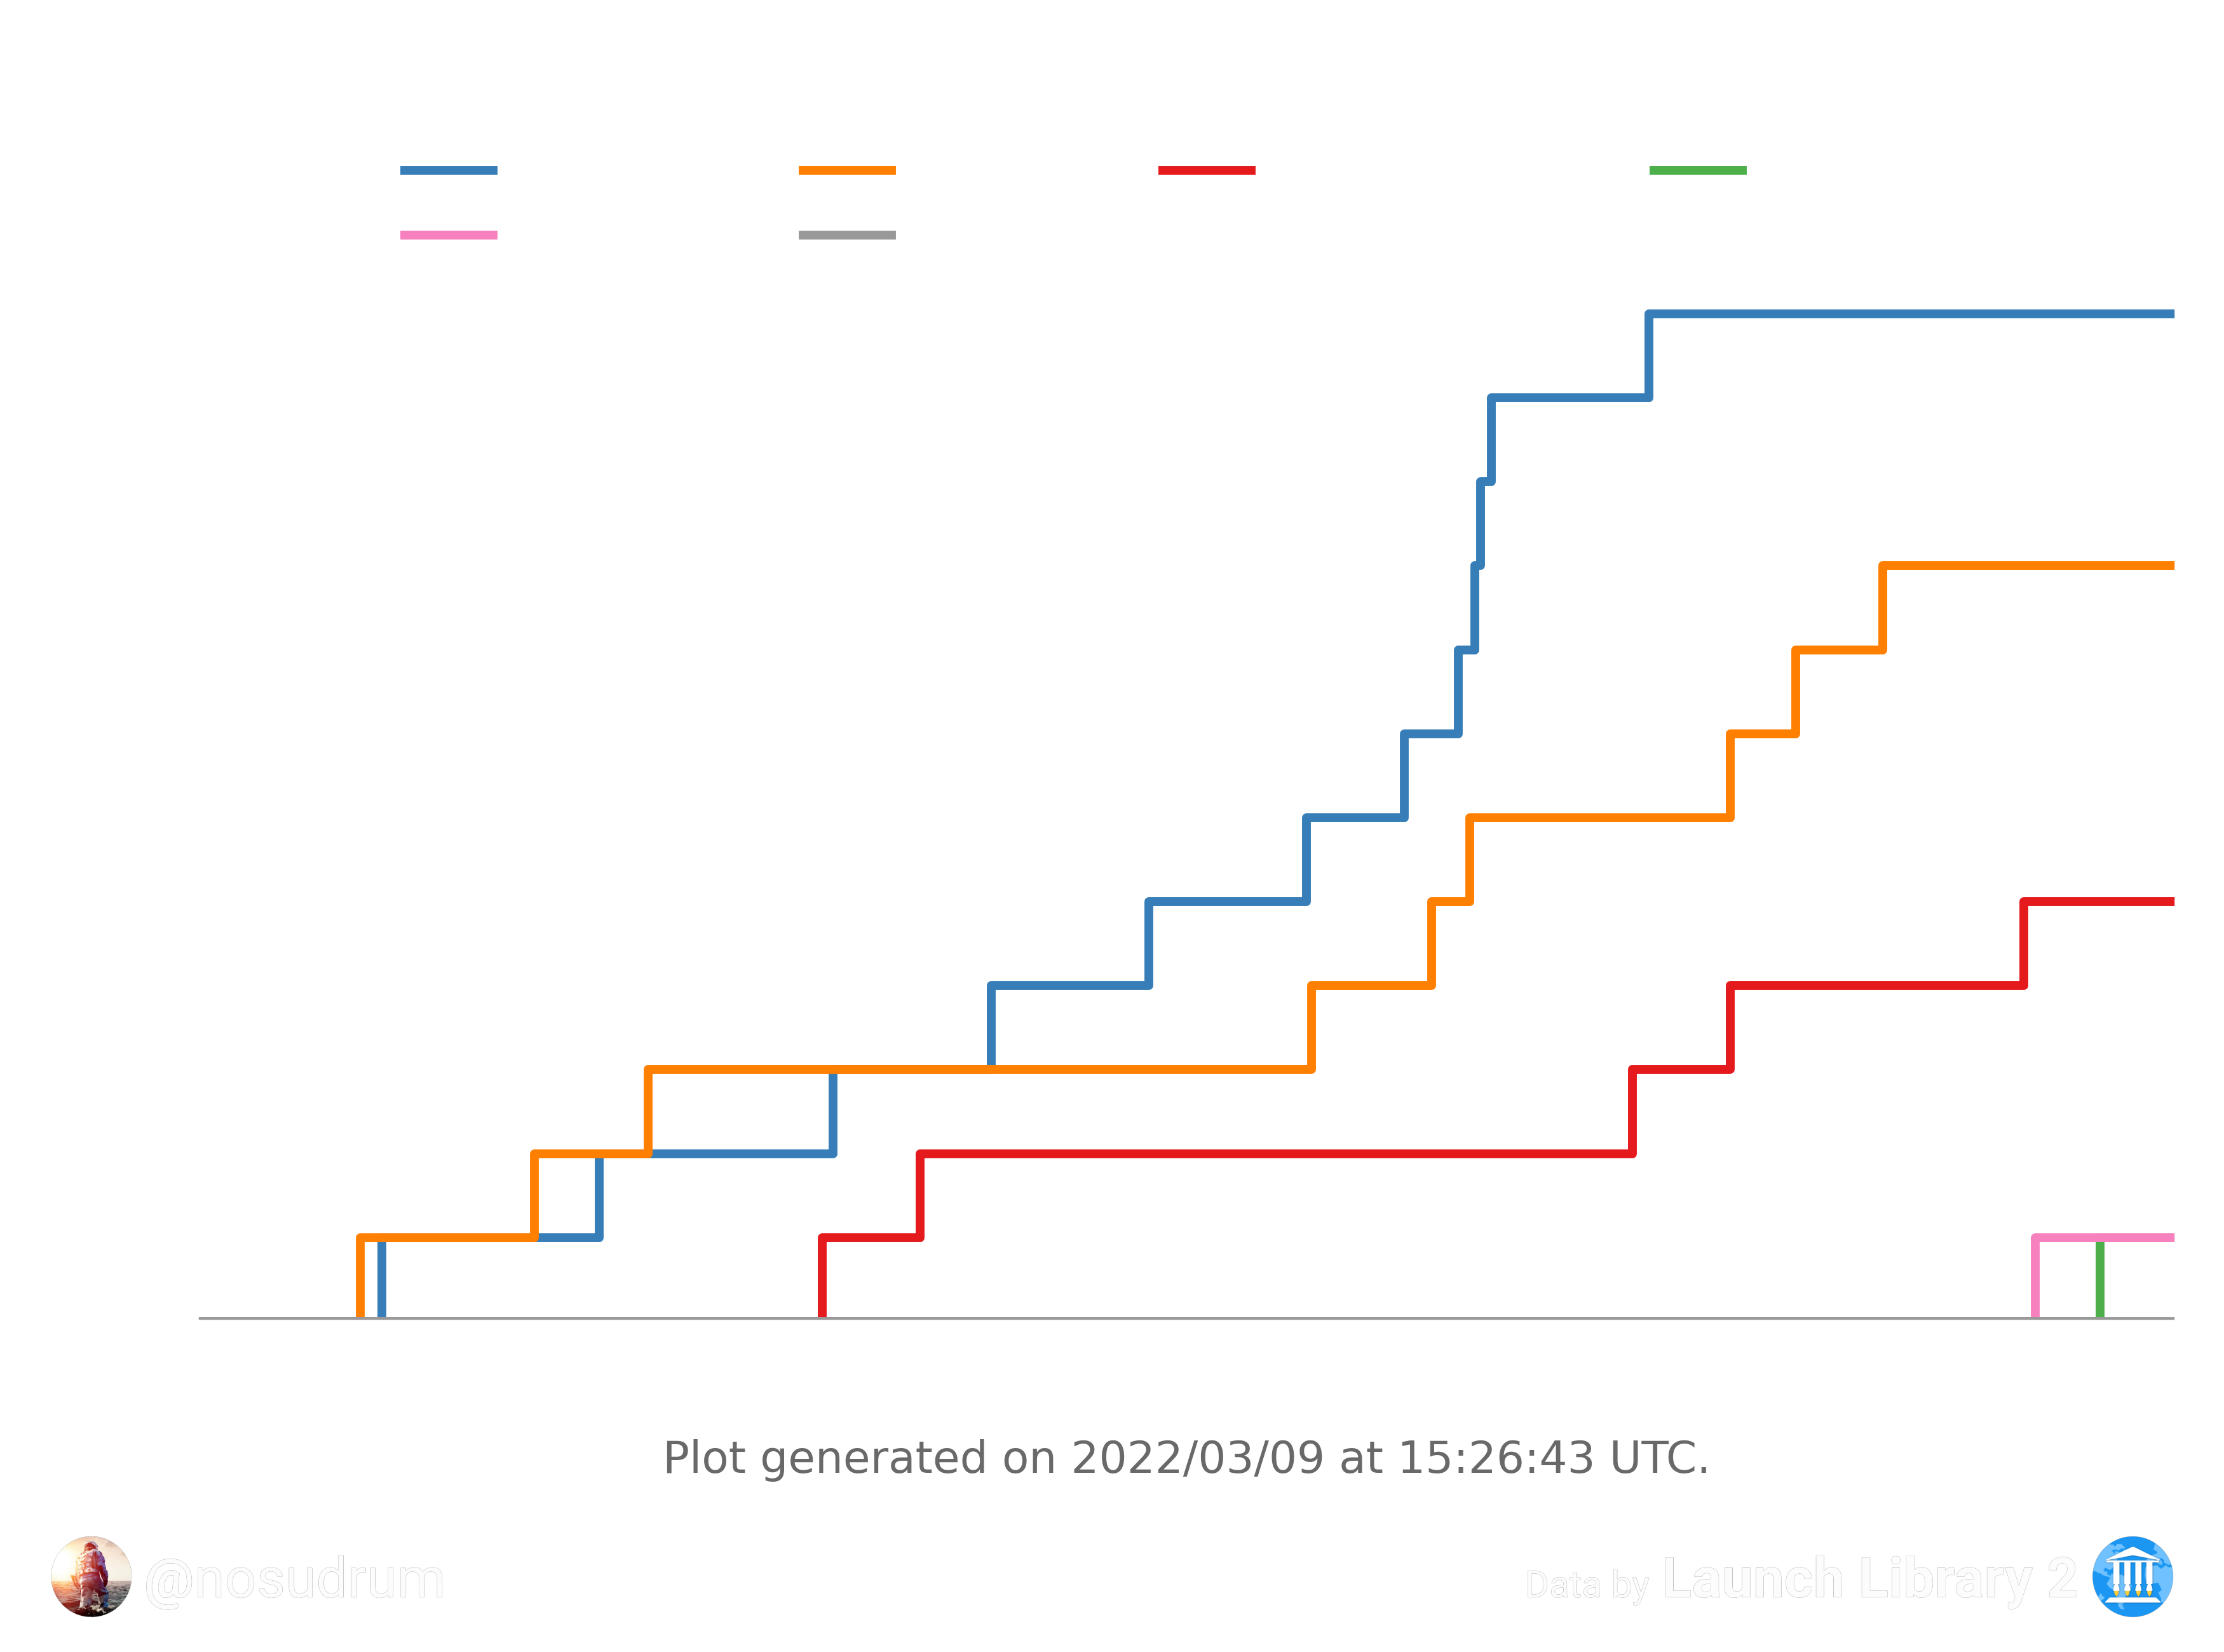 Plot generated on 2022/03/09 at 15:26:43 UTC.
@nosudrum
Data by Launch Library 2